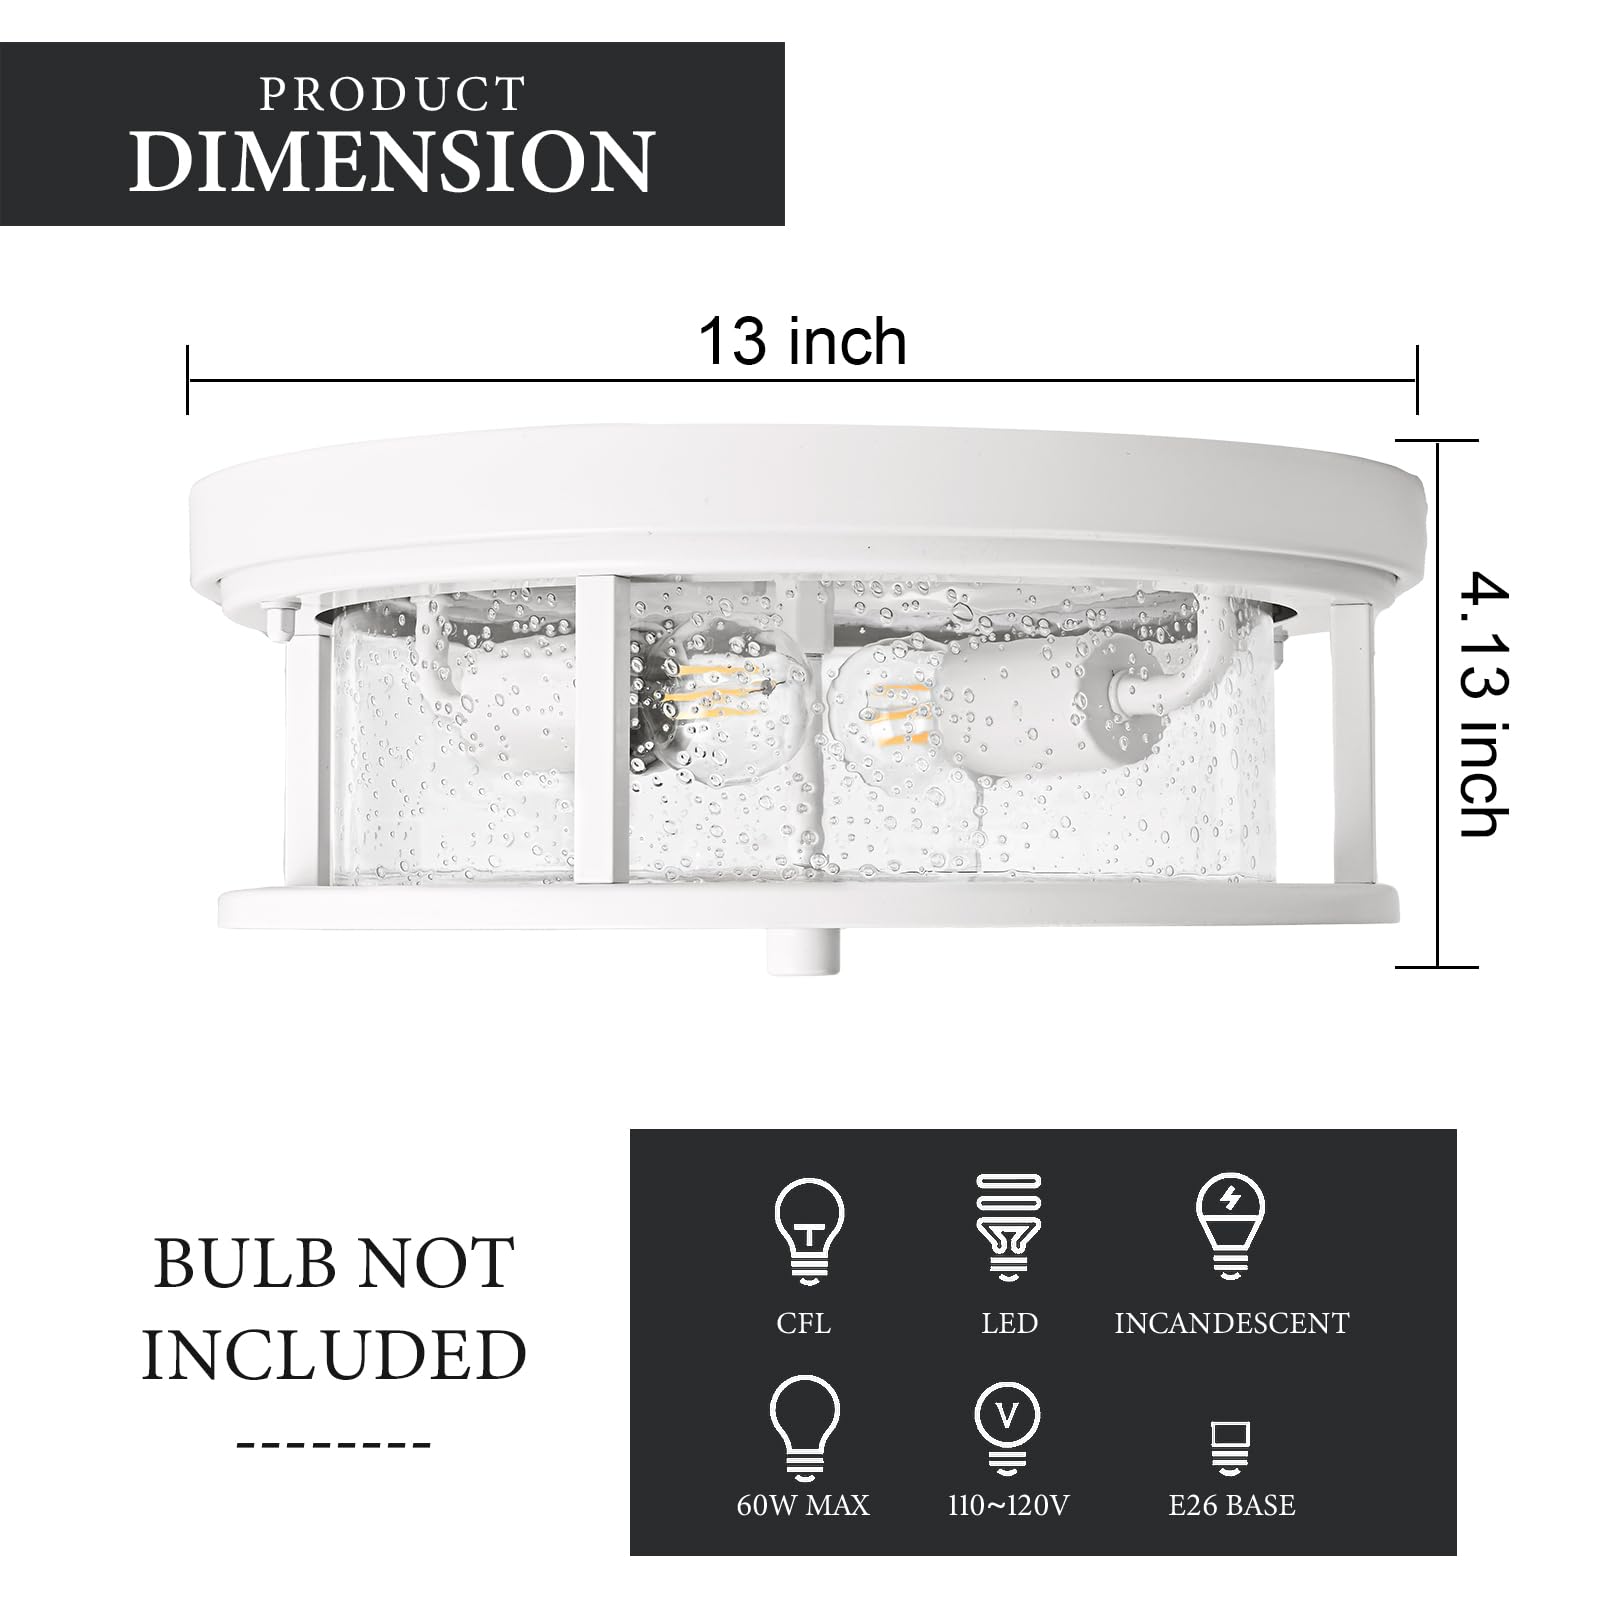 PRODUCT
DIMENSION
13 inch
4.13 inch
BULB NOT
INCLUDED
--------
CFL
LED
INCANDESCENT
V
60W MAX
110~120V
E26 BASE